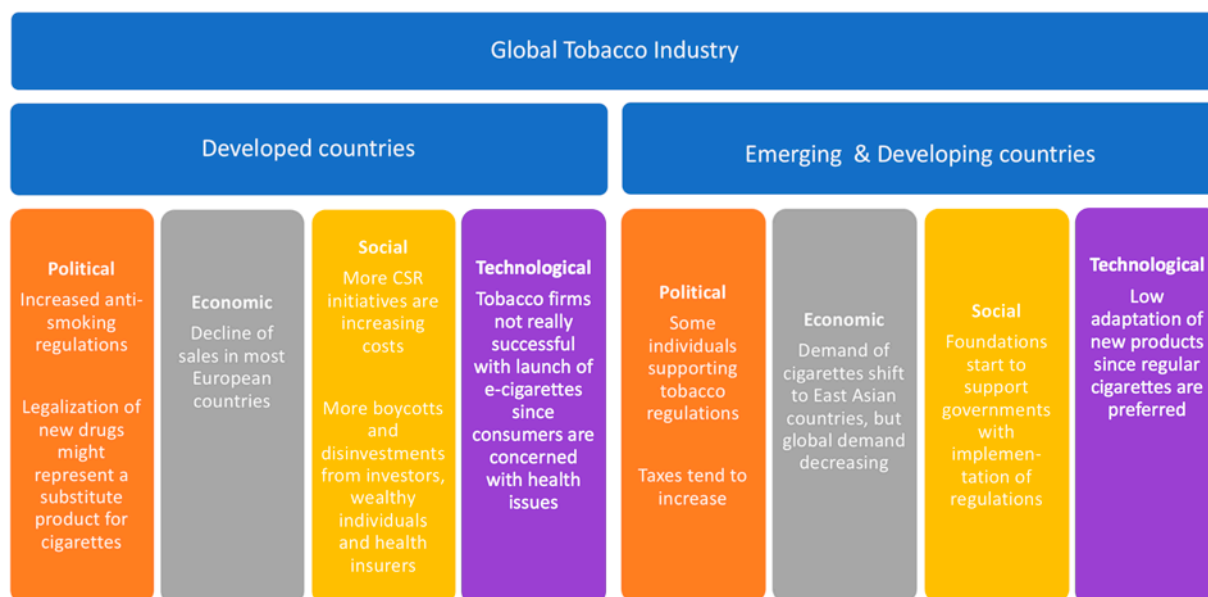 Global Tobacco Industry
Developed countries
Emerging & Developing countries
Political
Increased anti-
smoking
regulations
Legalization of
new drugs
might
represent a
substitute
product for
cigarettes
Economic
Decline of
sales in most
European
countries
Social
More CSR
initiatives are
increasing
costs
More boycotts
and
disinvestments
from investors,
wealthy
individuals
and health
insurers
Technological
Tobacco firms
not really
successful
with launch of
e-cigarettes
since
consumers are
concerned
with health
issues
Political
Some
individuals
supporting
tobacco
regulations
Taxes tend to
increase
Economic
Demand of
cigarettes shift
to East Asian
countries, but
global demand
decreasing
Social
Foundations
start to
support
governments
with
implemen-
tation of
regulations
Technological
Low
adaptation of
new products
since regular
cigarettes are
preferred